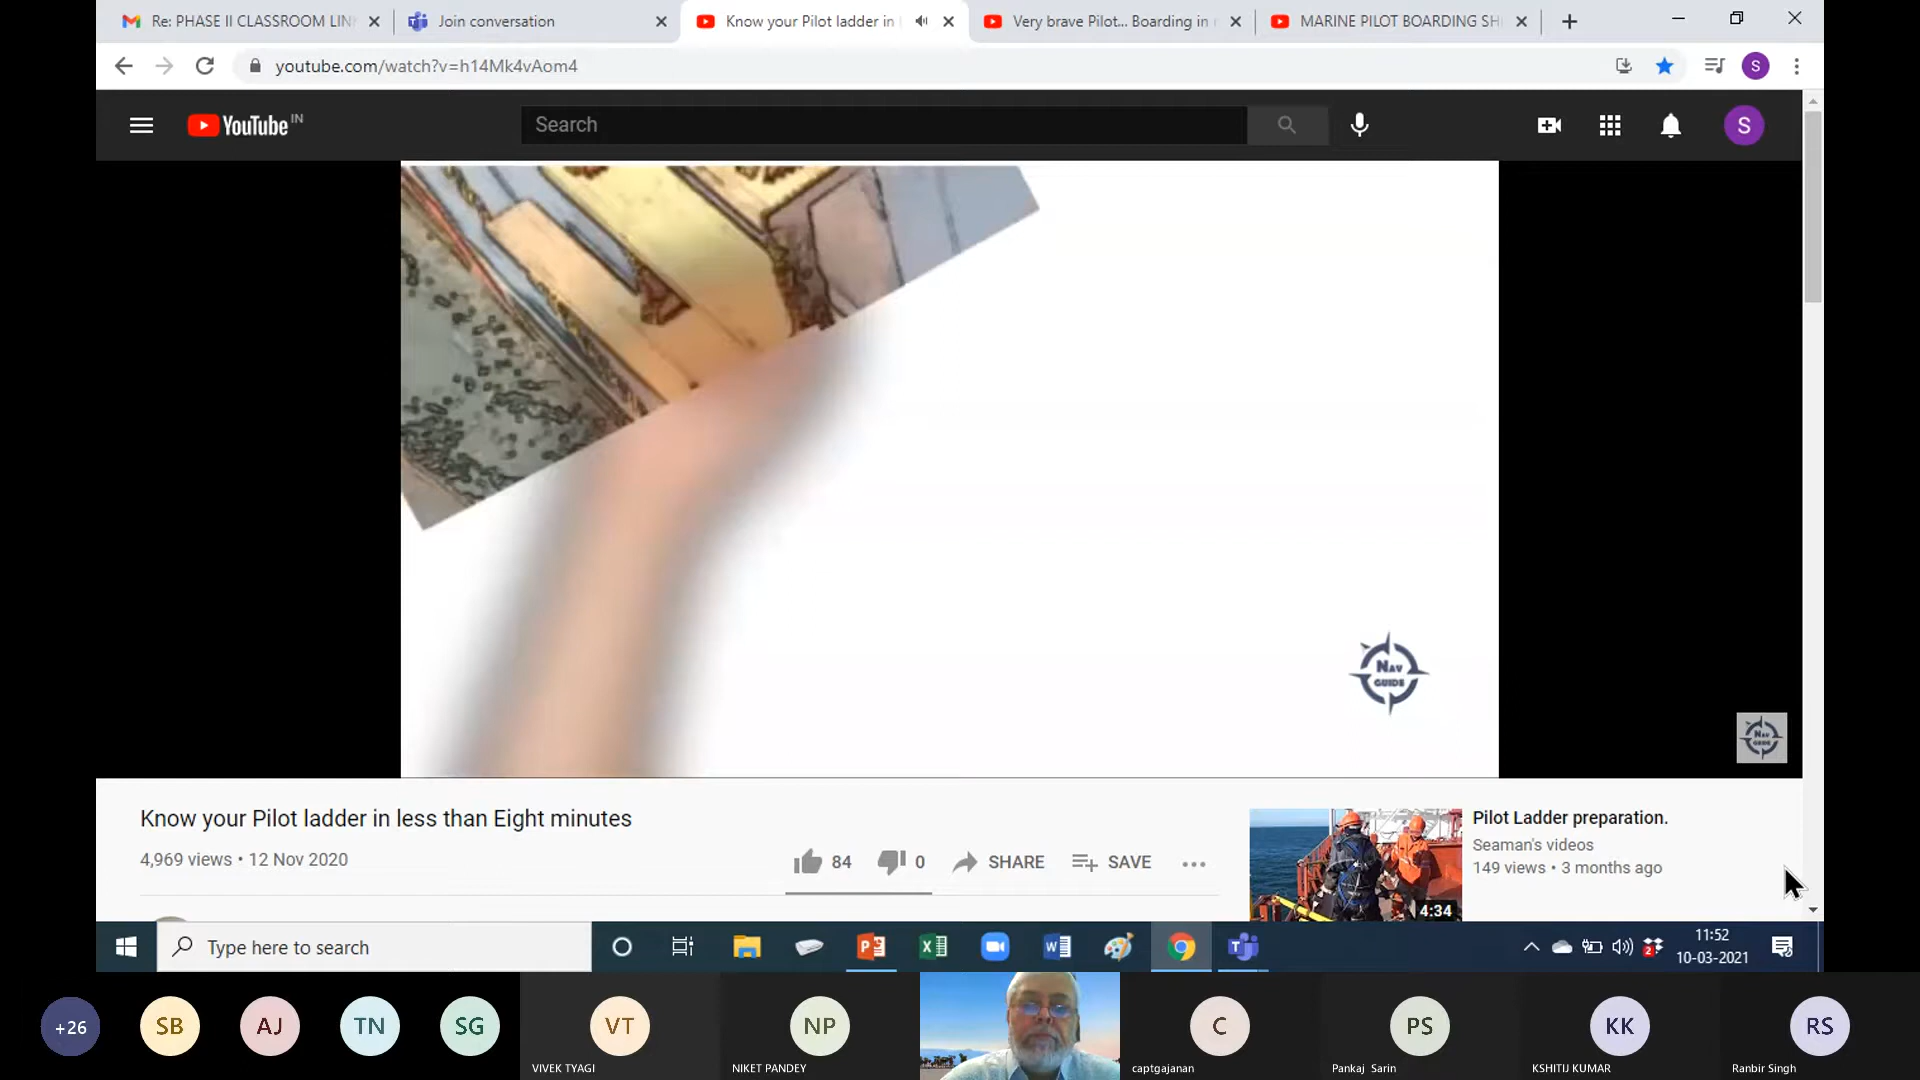 Re: PHASE II CLASSROOM LIN
Join conversation
Know your Pilot ladder in
Very brave Pilot... Boarding in
MARINE PILOT BOARDING SH
youtube.com/watch?v=h14Mk4vAom4
S
YouTube IN
Search
S
NAV
GUIDE
NAV
GUIDE
Know your Pilot ladder in less than Eight minutes
4,969 views • 12 Nov 2020
84
0
SHARE
SAVE
4:34
Pilot Ladder preparation.
Seaman's videos
149 views • 3 months ago
Type here to search
2
11:52
10-03-2021
+26
SB
AJ
TN
SG
VT
VIVEK TYAGI
NP
NIKET PANDEY
C
captgajanan
PS
Pankaj Sarin
KK
KSHITIJ KUMAR
RS
Ranbir Singh